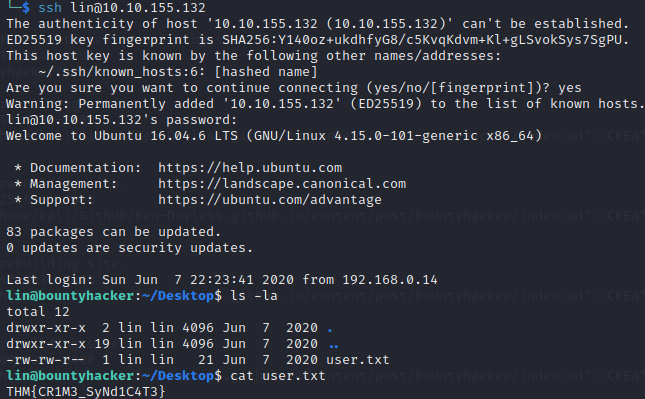 └─$ ssh lin@10.10.155.132
The authenticity of host '10.10.155.132 (10.10.155.132)' can't be established.
ED25519 key fingerprint is SHA256:Y140oz+ukdhfyG8/c5KvqKdvm+Kl+gLSvokSys7SgPU.
This host key is known by the following other names/addresses:
    ~/.ssh/known_hosts:6: [hashed name]
Are you sure you want to continue connecting (yes/no/[fingerprint])? yes
Warning: Permanently added '10.10.155.132' (ED25519) to the list of known hosts.
lin@10.10.155.132's password:
Welcome to Ubuntu 16.04.6 LTS (GNU/Linux 4.15.0-101-generic x86_64)

 * Documentation:  https://help.ubuntu.com
 * Management:     https://landscape.canonical.com
 * Support:        https://ubuntu.com/advantage

83 packages can be updated.
0 updates are security updates.

Last login: Sun Jun  7 22:23:41 2020 from 192.168.0.14
lin@bountyhacker:~/Desktop$ ls -la
total 12
drwxr-xr-x  2 lin lin 4096 Jun  7  2020 .
drwxr-xr-x 19 lin lin 4096 Jun  7  2020 ..
-rw-rw-r-- 1 lin lin   21 Jun  7  2020 user.txt
lin@bountyhacker:~/Desktop$ cat user.txt
THM{CR1M3_SyNd1C4T3}